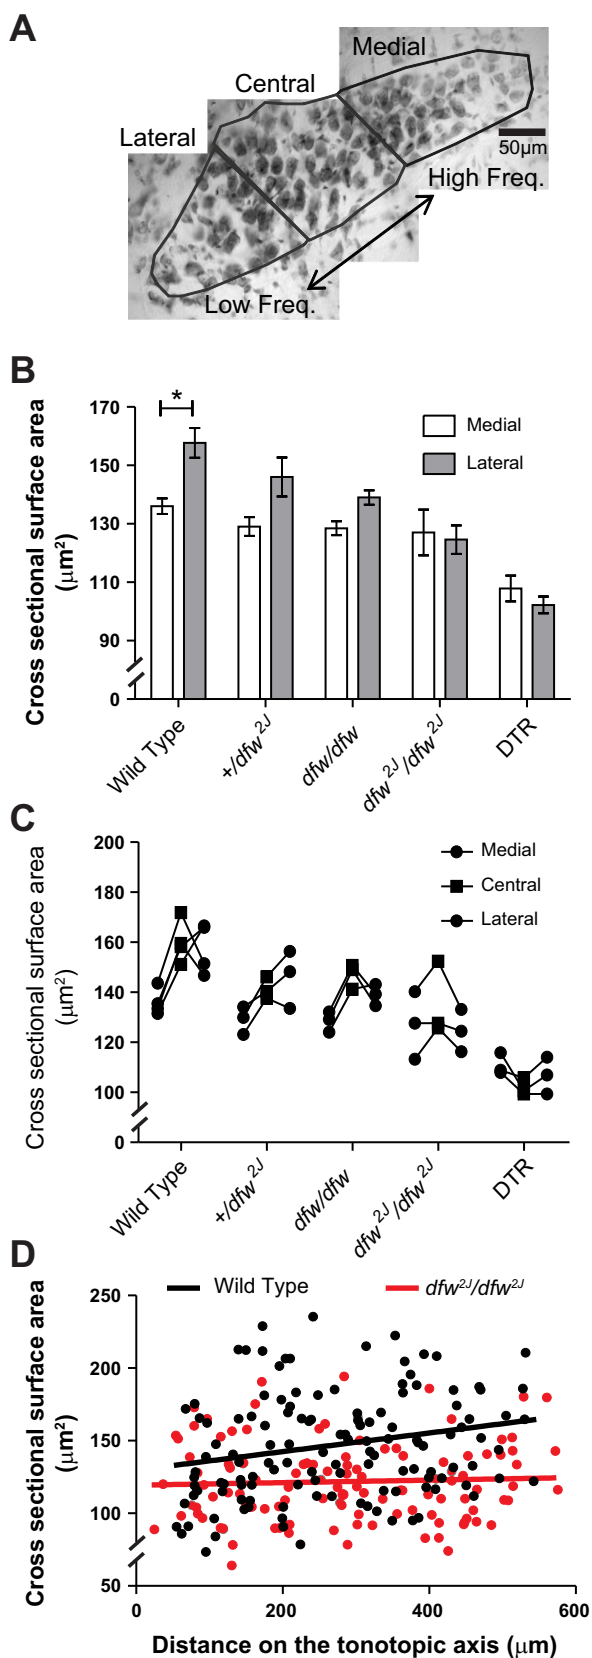 A
Medial
Central
Lateral
50µm
High Freq.
Low Freq.
B
Cross sectional surface area
(µm²)
170
150
130
110
90
0
*
Medial
Lateral
Wild Type
+/dfw²ᴶ
dfw/dfw
dfw²ᴶ/dfw²ᴶ
DTR
C
Cross sectional surface area
(µm²)
200
180
160
140
120
100
0
Medial
Central
Lateral
Wild Type
+/dfw²ᴶ
dfw/dfw
dfw²ᴶ/dfw²ᴶ
DTR
D
Cross sectional surface area
(µm²)
250
200
150
100
50
Wild Type
dfw²ᴶ/dfw²ᴶ
0
200
400
600
Distance on the tonotopic axis (µm)